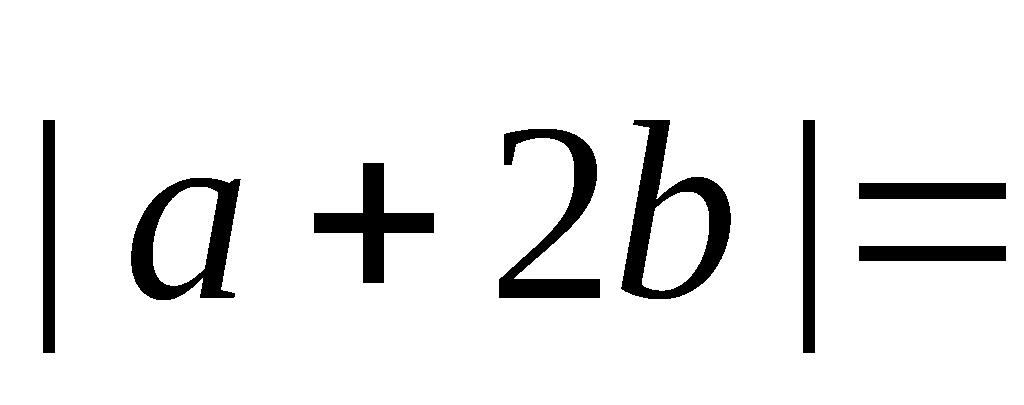 | a + 2b |=